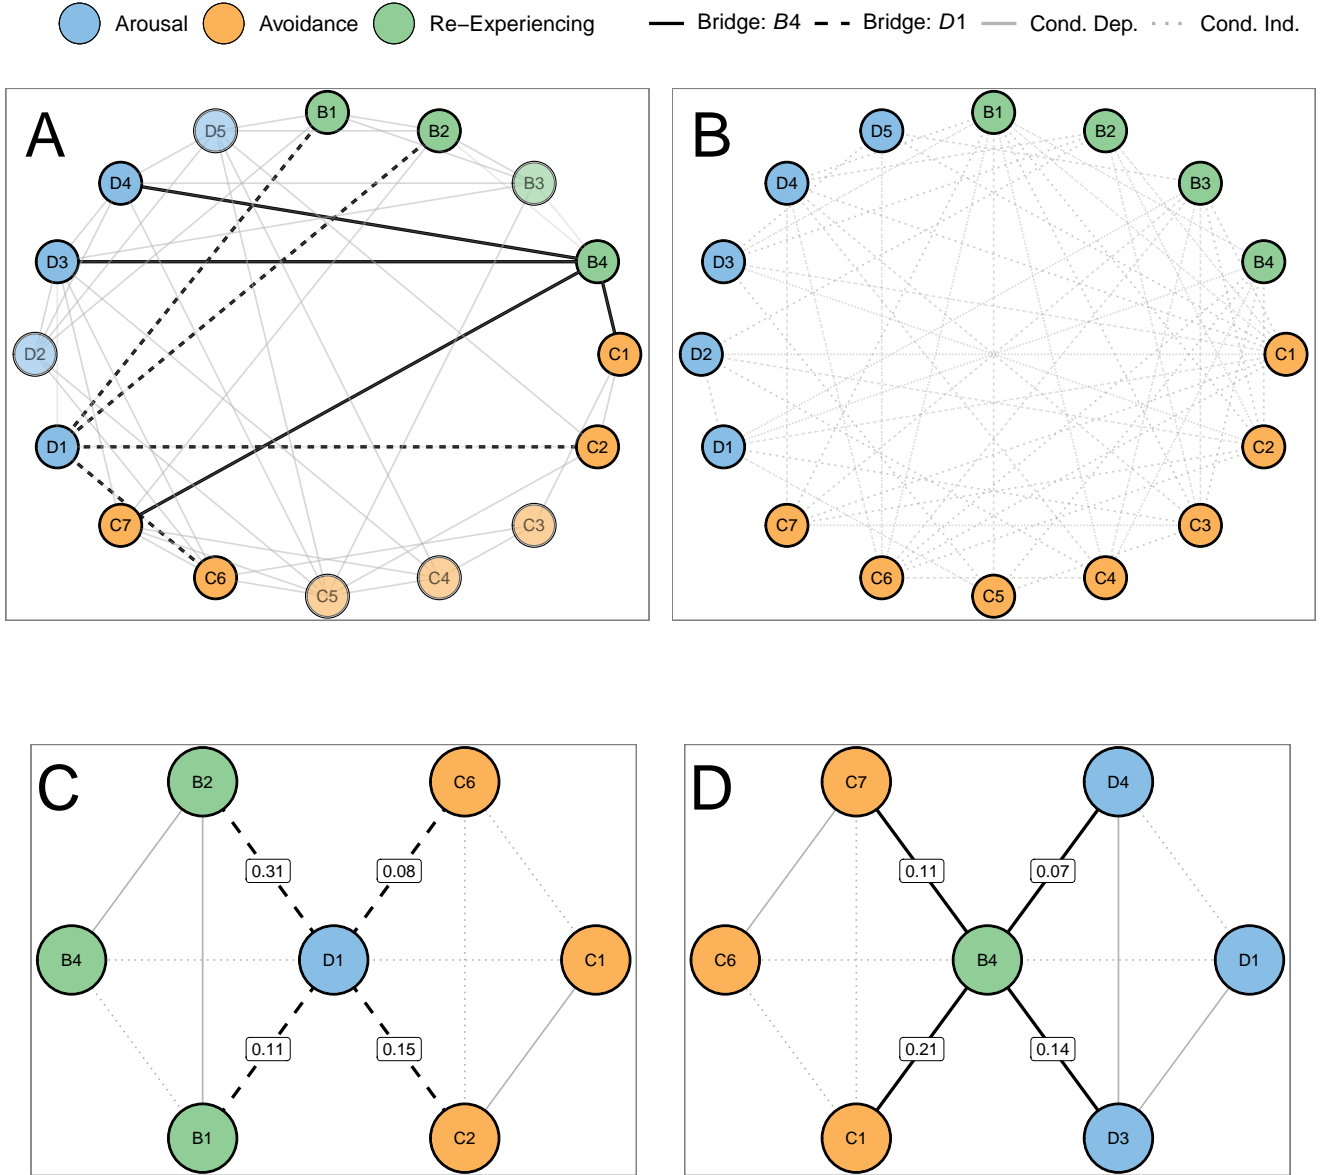 Arousal Avoidance Re−Experiencing Bridge: B4 Bridge: D1 Cond. Dep. Cond. Ind.
A
B1
D5 B2
D4 B3
D3 B4
D2 C1
D1 C2
C7 C3
C6 C4
C5
B
B1
D5 B2
D4 B3
D3 B4
D2 C1
D1 C2
C7 C3
C6 C4
C5
C
B2 C6
0.31 0.08
B4 D1 C1
0.11 0.15
B1 C2
D
C7 D4
0.11 0.07
C6 B4 D1
0.21 0.14
C1 D3